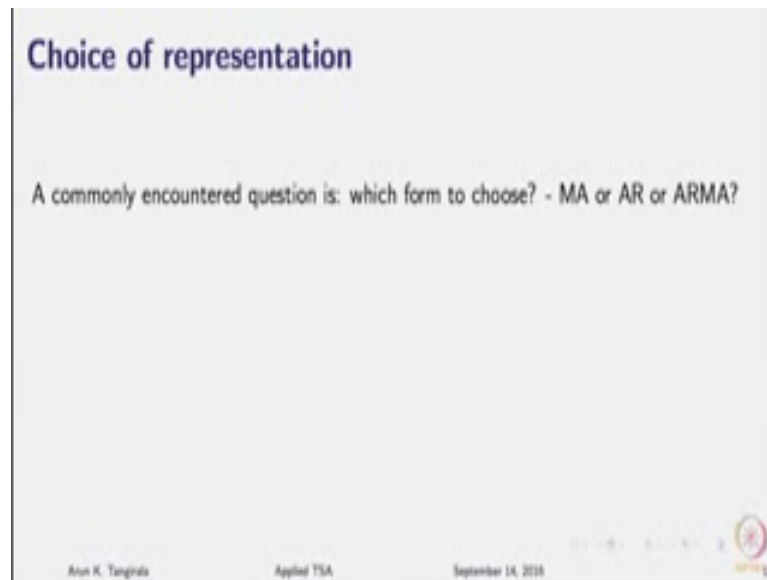 Choice of representation
A commonly encountered question is: which form to choose? - MA or AR or ARMA?
Arun K. Tangirala Applied TSA September 14, 2016